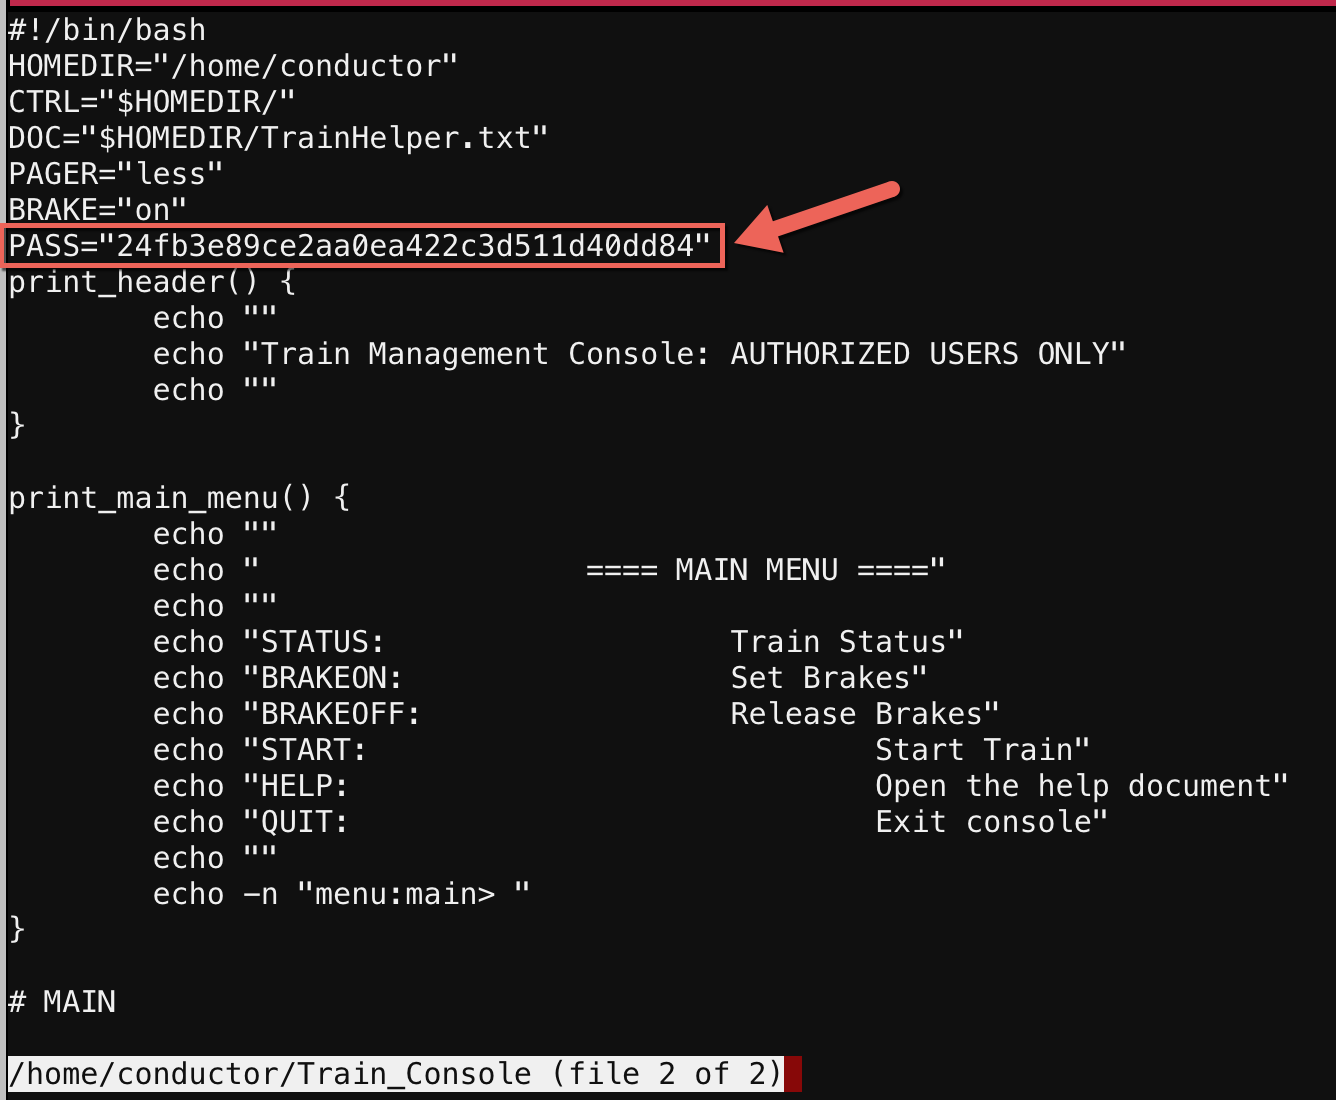 #!/bin/bash
HOMEDIR="/home/conductor"
CTRL="$HOMEDIR/"
DOC="$HOMEDIR/TrainHelper.txt"
PAGER="less"
BRAKE="on"
PASS="24fb3e89ce2aa0ea422c3d511d40dd84"
print_header() {
        echo ""
        echo "Train Management Console: AUTHORIZED USERS ONLY"
        echo ""
}

print_main_menu() {
        echo ""
        echo "                  ==== MAIN MENU ===="
        echo ""
        echo "STATUS:                   Train Status"
        echo "BRAKEON:                  Set Brakes"
        echo "BRAKEOFF:                 Release Brakes"
        echo "START:                            Start Train"
        echo "HELP:                             Open the help document"
        echo "QUIT:                             Exit console"
        echo ""
        echo -n "menu:main> "
}

# MAIN

/home/conductor/Train_Console (file 2 of 2)